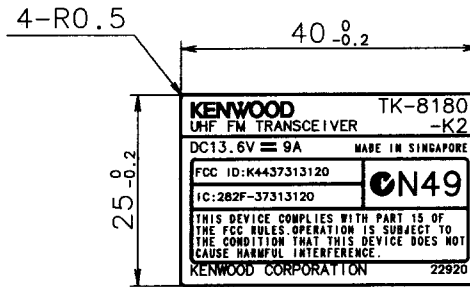 4-R0.5
40 0 -0.2
25 0 -0.2
KENWOOD TK-8180
UHF FM TRANSCEIVER -K2
DC13.6V ⎓ 9A MADE IN SINGAPORE
FCC ID:K4437313120
IC:282F-37313120
N49
THIS DEVICE COMPLIES WITH PART 15 OF
THE FCC RULES.OPERATION IS SUBJECT TO
THE CONDITION THAT THIS DEVICE DOES NOT
CAUSE HARMFUL INTERFERENCE.
KENWOOD CORPORATION 22920